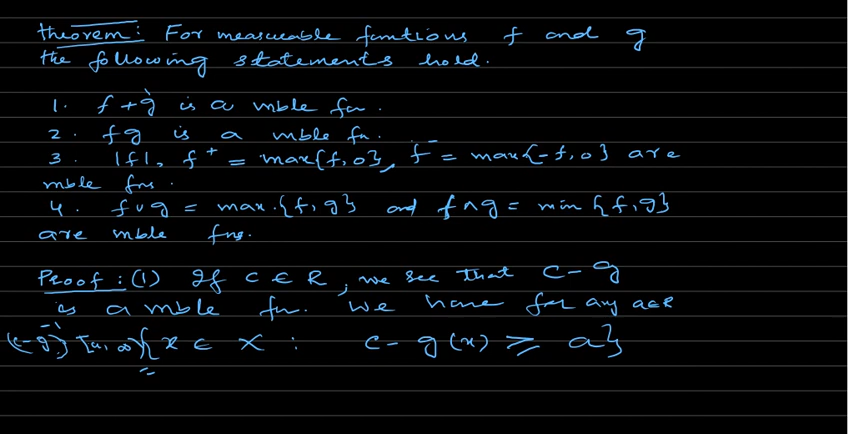 Theorem: For measurable funtions f and g
the following statements hold.
1. f + g is a mble fn.
2. fg is a mble fn.
3. |f|, f⁺ = max{f, 0}, f⁻ = max{-f, 0} are
mble fns.
4. f ∨ g = max.{f, g} and f ∧ g = min{f, g}
are mble fns.
Proof: (1) If c ∈ R, we see that c - g
is a mble fn. We have for any a∈R
(c-g)⁻¹[a, ∞) {x ∈ X : c - g(x) ≥ a}